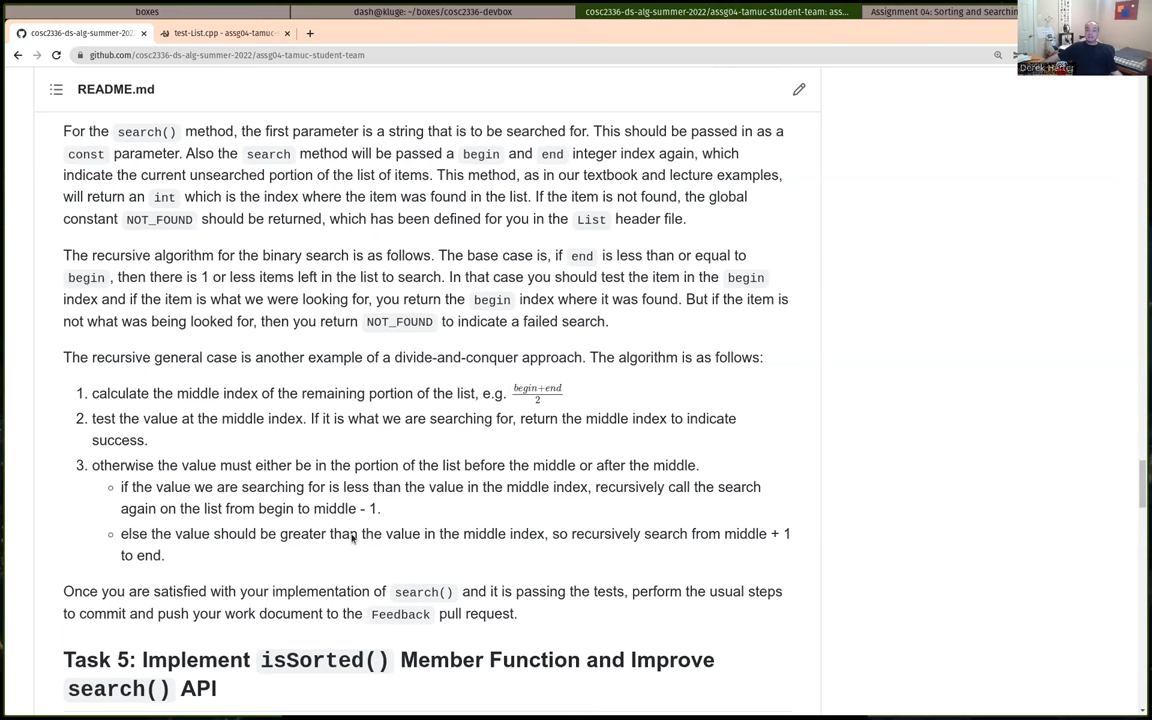 boxes
dash@kluge: ~/boxes/cosc2336-devbox
cosc2336-ds-alg-summer-2022/assg04-tamuc-student-team: ass...
Assignment 04: Sorting and Searchin
cosc2336-ds-alg-summer-202
test-List.cpp - assg04-tamuc-
github.com/cosc2336-ds-alg-summer-2022/assg04-tamuc-student-team
README.md
For the search() method, the first parameter is a string that is to be searched for. This should be passed in as a
const parameter. Also the search method will be passed a begin and end integer index again, which
indicate the current unsearched portion of the list of items. This method, as in our textbook and lecture examples,
will return an int which is the index where the item was found in the list. If the item is not found, the global
constant NOT_FOUND should be returned, which has been defined for you in the List header file.
The recursive algorithm for the binary search is as follows. The base case is, if end is less than or equal to
begin , then there is 1 or less items left in the list to search. In that case you should test the item in the begin
index and if the item is what we were looking for, you return the begin index where it was found. But if the item is
not what was being looked for, then you return NOT_FOUND to indicate a failed search.
The recursive general case is another example of a divide-and-conquer approach. The algorithm is as follows:
1. calculate the middle index of the remaining portion of the list, e.g. begin+end/2
2. test the value at the middle index. If it is what we are searching for, return the middle index to indicate
success.
3. otherwise the value must either be in the portion of the list before the middle or after the middle.
○ if the value we are searching for is less than the value in the middle index, recursively call the search
again on the list from begin to middle - 1.
○ else the value should be greater than the value in the middle index, so recursively search from middle + 1
to end.
Once you are satisfied with your implementation of search() and it is passing the tests, perform the usual steps
to commit and push your work document to the Feedback pull request.
Task 5: Implement isSorted() Member Function and Improve
search() API